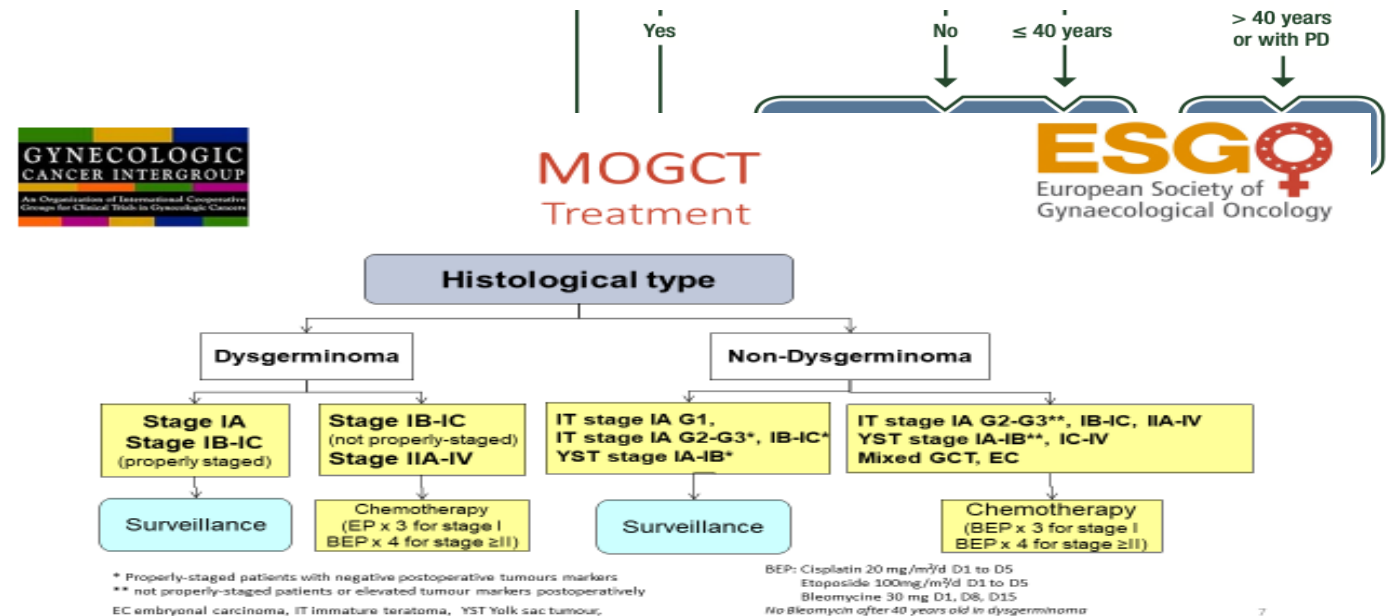 Yes
No
≤ 40 years
> 40 years
or with PD
GYNECOLOGIC
CANCER INTERGROUP
An Organization of International Cooperative
Groups for Clinical Trials in Gynecologic Cancers
MOGCT
Treatment
ESGO
European Society of
Gynaecological Oncology
Histological type
Dysgerminoma
Non-Dysgerminoma
Stage IA
Stage IB-IC
(properly staged)
Stage IB-IC
(not properly-staged)
Stage IIA-IV
IT stage IA G1,
IT stage IA G2-G3*, IB-IC*
YST stage IA-IB*
IT stage IA G2-G3**, IB-IC, IIA-IV
YST stage IA-IB**, IC-IV
Mixed GCT, EC
Surveillance
Chemotherapy
(EP x 3 for stage I
BEP x 4 for stage ≥II)
Surveillance
Chemotherapy
(BEP x 3 for stage I
BEP x 4 for stage ≥II)
* Properly-staged patients with negative postoperative tumours markers
** not properly-staged patients or elevated tumour markers postoperatively
EC embryonal carcinoma, IT immature teratoma, YST Yolk sac tumour,
BEP: Cisplatin 20 mg/m²/d D1 to D5
Etoposide 100mg/m²/d D1 to D5
Bleomycine 30 mg D1, D8, D15
No Bleomycin after 40 years old in dysgerminoma
7